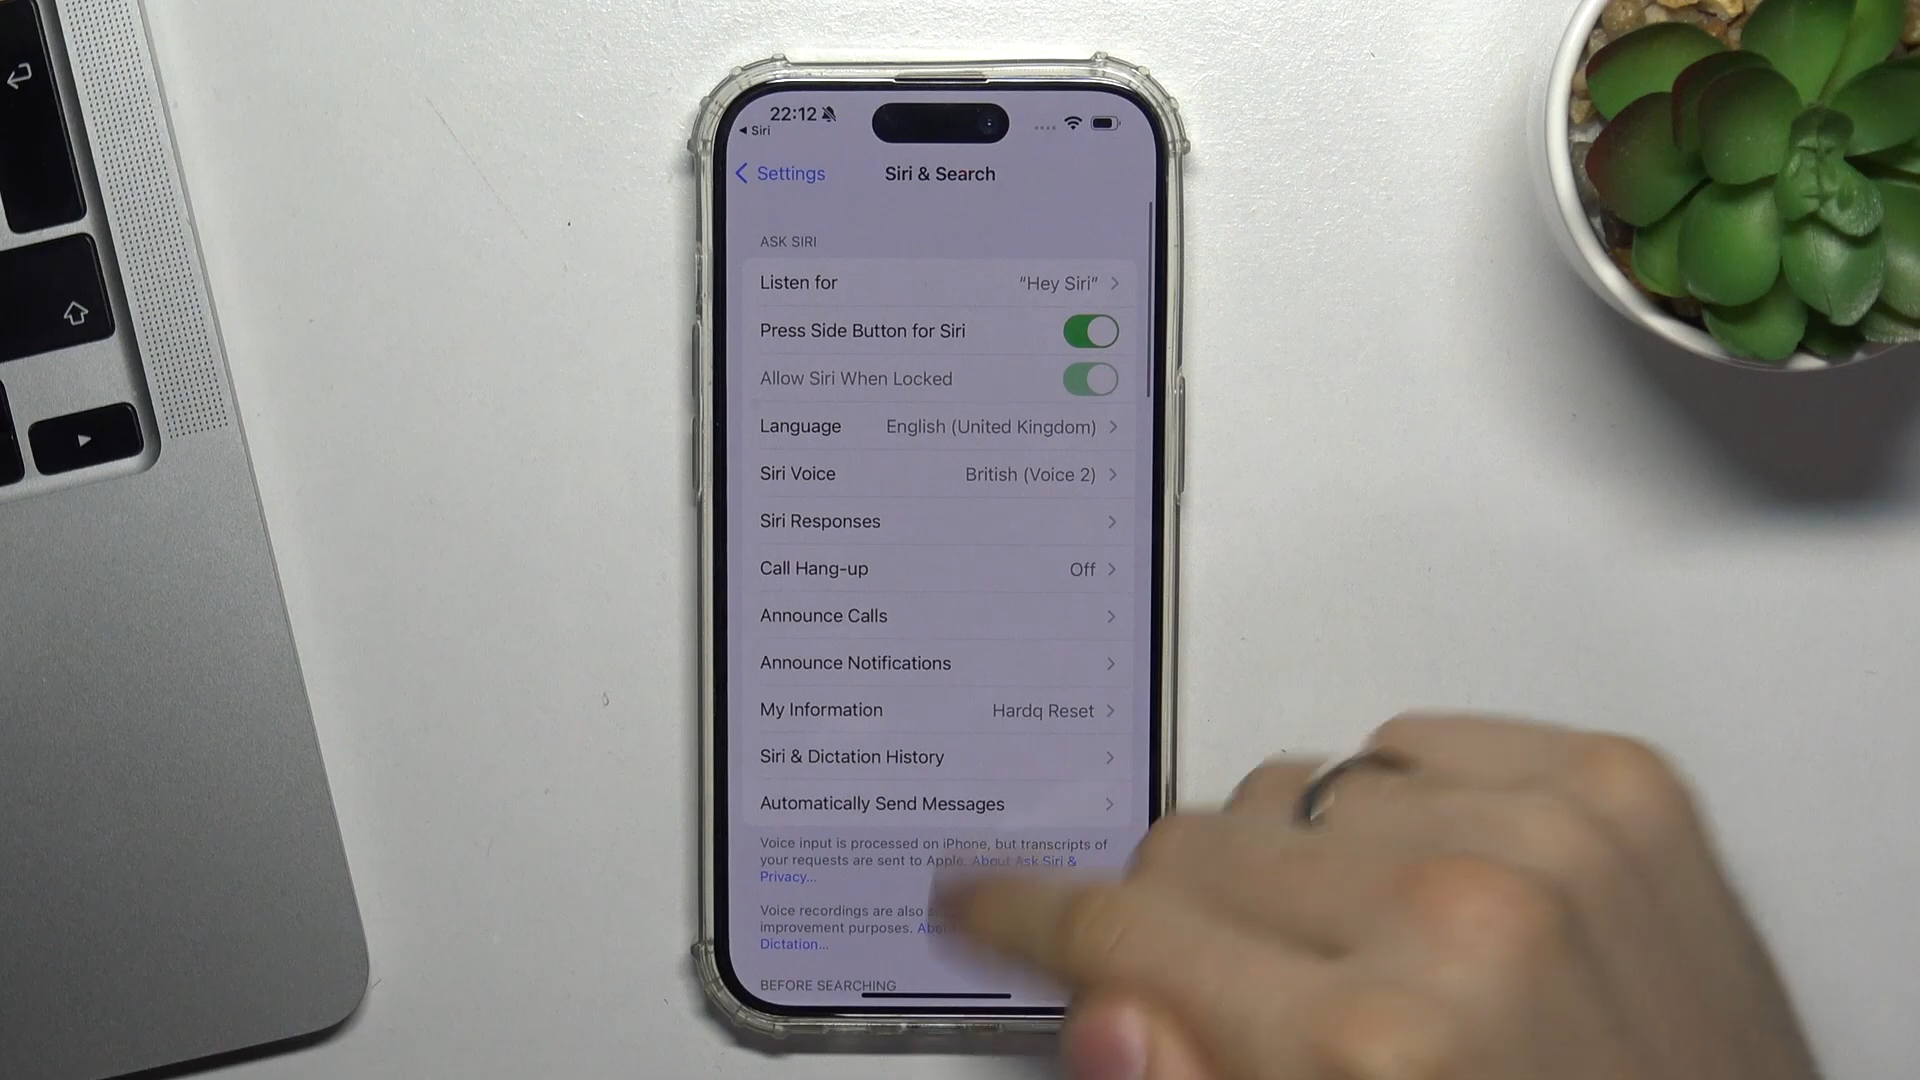 22:12
◄ Siri
Settings
Siri & Search
ASK SIRI
Listen for "Hey Siri"
Press Side Button for Siri
Allow Siri When Locked
Language English (United Kingdom)
Siri Voice British (Voice 2)
Siri Responses
Call Hang-up Off
Announce Calls
Announce Notifications
My Information Hardq Reset
Siri & Dictation History
Automatically Send Messages
Voice input is processed on iPhone, but transcripts of
your requests are sent to Apple. About Ask Siri &
Privacy...
Voice recordings are also
improvement purposes.
Dictation...
BEFORE SEARCHING